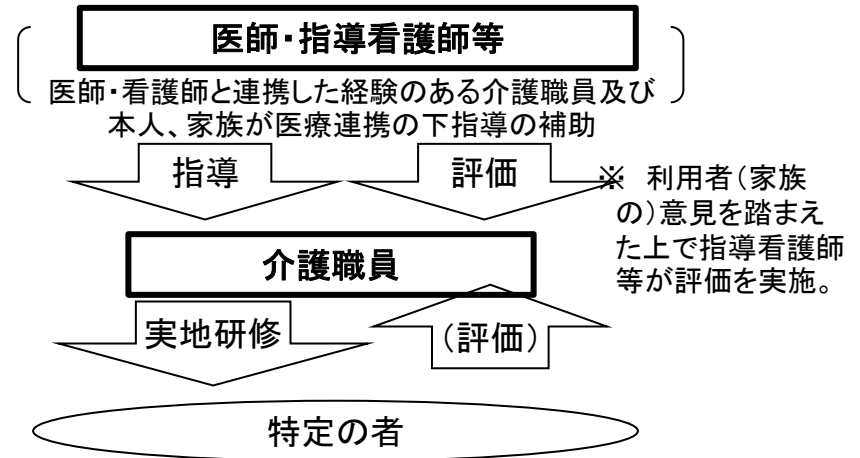 医師・指導看護師等
医師・看護師と連携した経験のある介護職員及び
本人、家族が医療連携の下指導の補助
指導
評価
※ 利用者(家族
の)意見を踏まえ
た上で指導看護師
等が評価を実施。
介護職員
実地研修
(評価)
特定の者